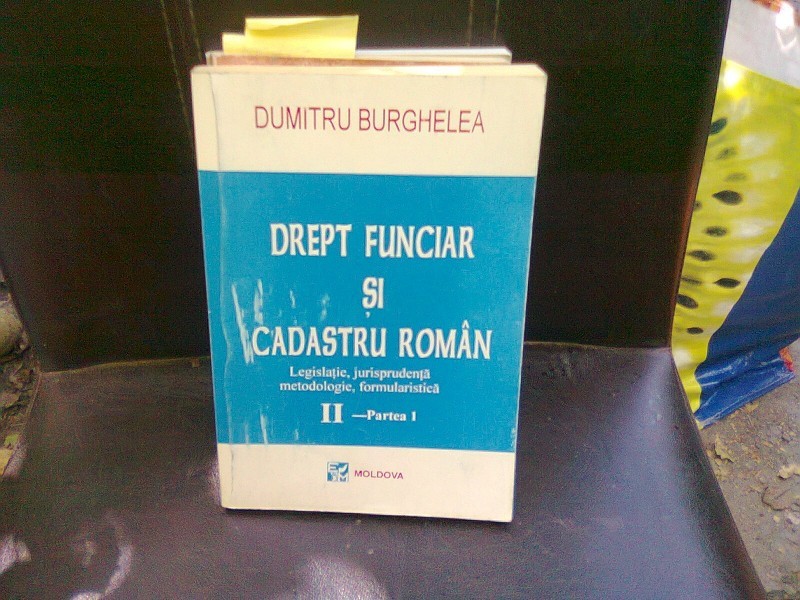 DUMITRU BURGHELEA
DREPT FUNCIAR
ȘI
CADASTRU ROMÂN
Legislație, jurisprudență
metodologie, formularistică
II —Partea 1
MOLDOVA